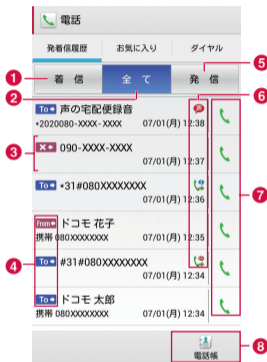 電話
発着信履歴 お気に入り ダイヤル
着 信 全 て 発 信
1 2 5 6
To 声の宅配便録音
*2020080-XXXX-XXXX 07/01(月) 12:38
3 × 090-XXXX-XXXX
07/01(月) 12:37
To *31#080XXXXXXXX
07/01(月) 12:36
7
From ドコモ 花子
携帯 080XXXXXXXX 07/01(月) 12:35
4 To #31#080XXXXXXXX
07/01(月) 12:34
To ドコモ 太郎
携帯 080XXXXXXXX 07/01(月) 12:34
電話帳 8